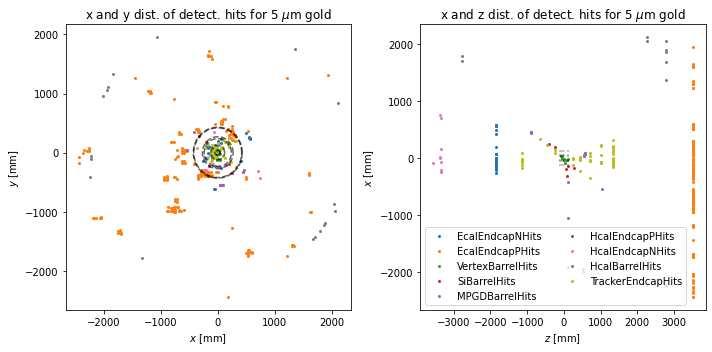 x and y dist. of detect. hits for 5 μm gold
y [mm]
2000
1000
0
−1000
−2000
−2000
−1000
0
1000
2000
x [mm]
x and z dist. of detect. hits for 5 μm gold
x [mm]
2000
1000
0
−1000
−2000
EcalEndcapNHits
EcalEndcapPHits
VertexBarrelHits
SiBarrelHits
MPGDBarrelHits
HcalEndcapPHits
HcalEndcapNHits
HcalBarrelHits
TrackerEndcapHits
−3000
−2000
−1000
0
1000
2000
3000
z [mm]